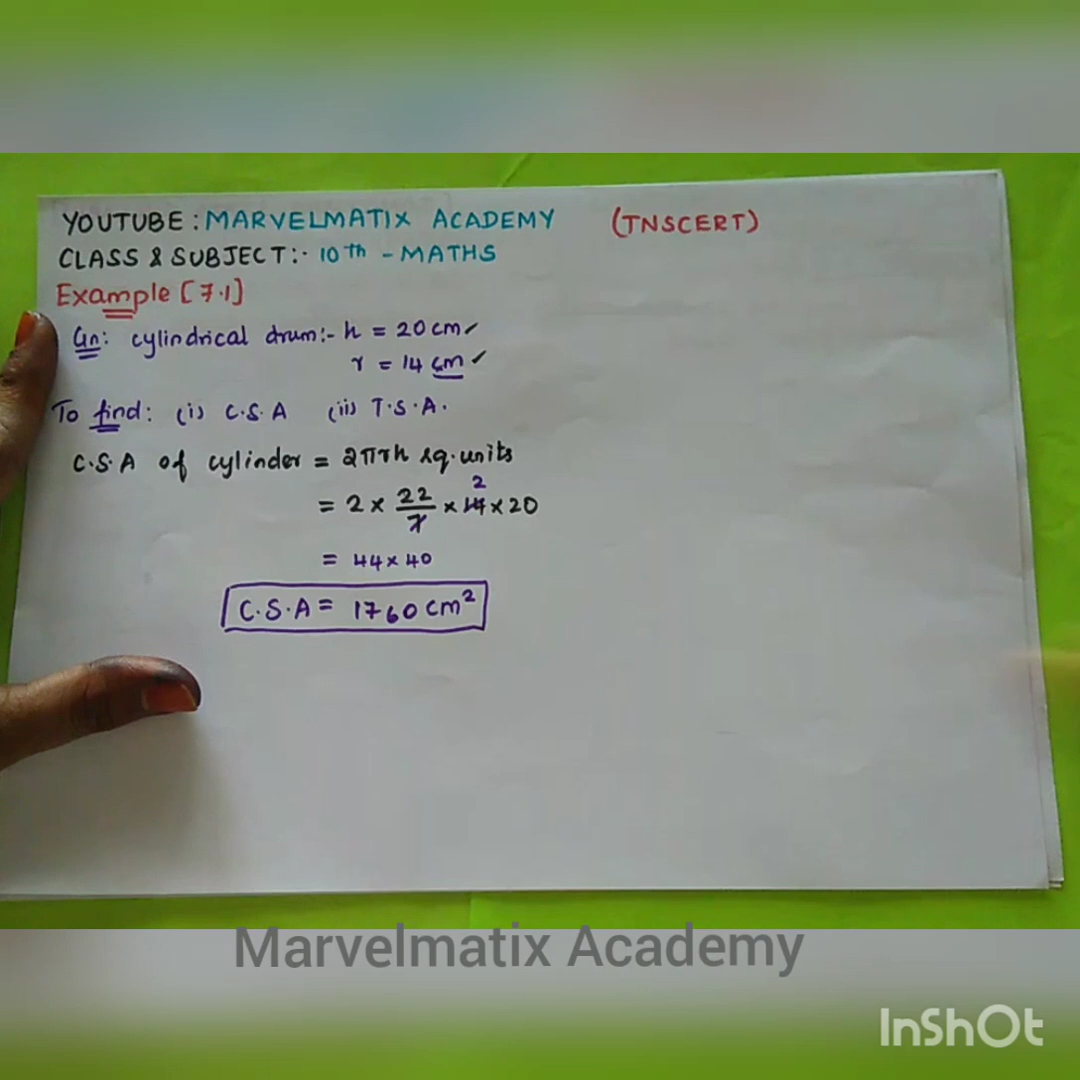 YOUTUBE: MARVELMATIX ACADEMY (TNSCERT)
CLASS & SUBJECT:- 10th - MATHS
Example [7.1]
Gn: cylindrical drum:- h = 20 cm ✓
r = 14 cm ✓
To find: (i) C.S.A (ii) T.S.A.
C.S.A of cylinder = 2πrh sq.units
= 2 × 22/7 × 14 2 × 20
= 44 × 40
C.S.A = 1760 cm²
Marvelmatix Academy
InShOt